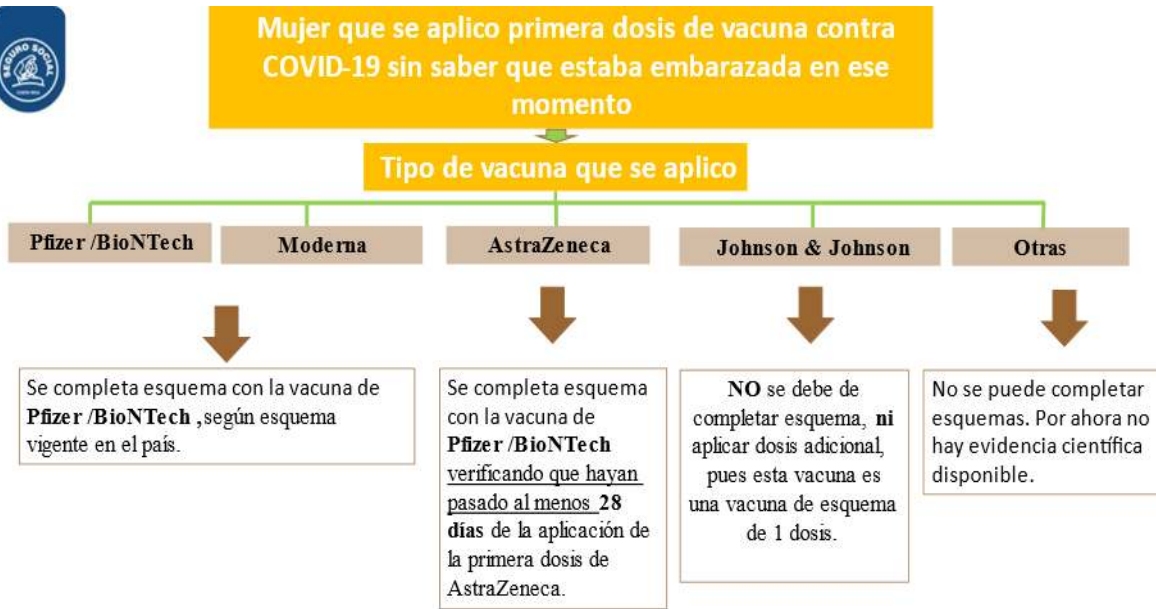 SEGURO SOCIAL
COSTA RICA
Mujer que se aplico primera dosis de vacuna contra
COVID-19 sin saber que estaba embarazada en ese
momento
Tipo de vacuna que se aplico
Pfizer /BioNTech
Moderna
AstraZeneca
Johnson & Johnson
Otras
Se completa esquema con la vacuna de
Pfizer /BioNTech ,según esquema
vigente en el país.
Se completa esquema
con la vacuna de
Pfizer /BioNTech
verificando que hayan
pasado al menos 28
días de la aplicación de
la primera dosis de
AstraZeneca.
NO se debe de
completar esquema, ni
aplicar dosis adicional,
pues esta vacuna es
una vacuna de esquema
de 1 dosis.
No se puede completar
esquemas. Por ahora no
hay evidencia científica
disponible.